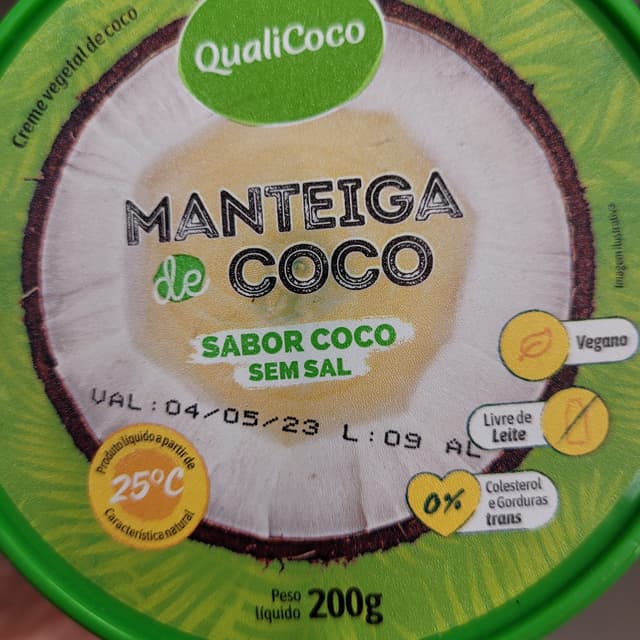 Creme vegetal de coco
QualiCoco
MANTEIGA
de COCO
SABOR COCO
SEM SAL
Imagem ilustrativa
Vegano
VAL:04/05/23 L:09 AL
Livre de
Leite
Produto líquido a partir de
25°C
Característica natural
0%
Colesterol
e Gorduras
trans
Peso
líquido 200g